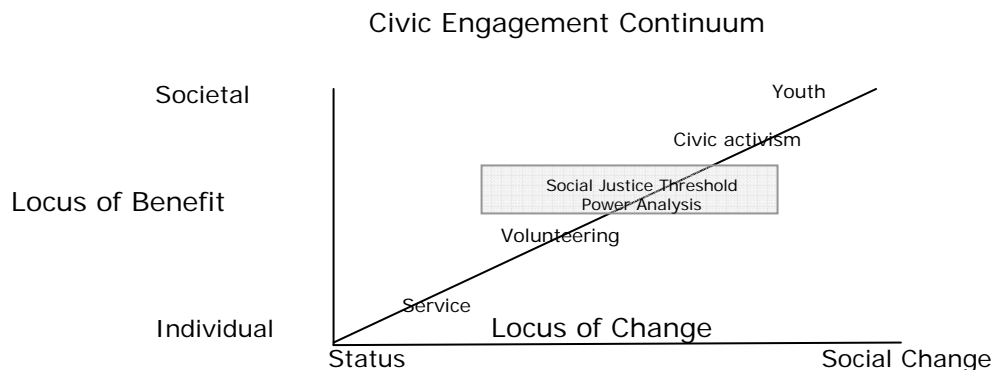 Civic Engagement Continuum
Societal
Youth
Civic activism
Social Justice Threshold
Power Analysis
Locus of Benefit
Volunteering
Service
Individual
Locus of Change
Status
Social Change